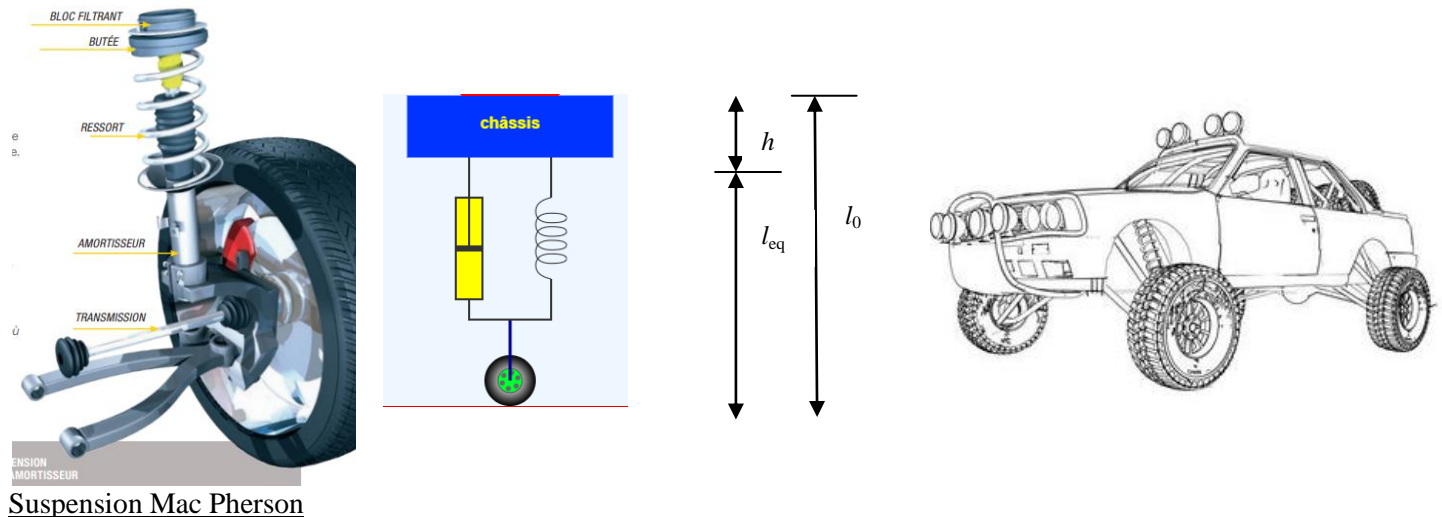 BLOC FILTRANT
BUTÉE
RESSORT
e
e.
AMORTISSEUR
TRANSMISSION
ù
ENSION
AMORTISSEUR
Suspension Mac Pherson
châssis
h
l0
leq